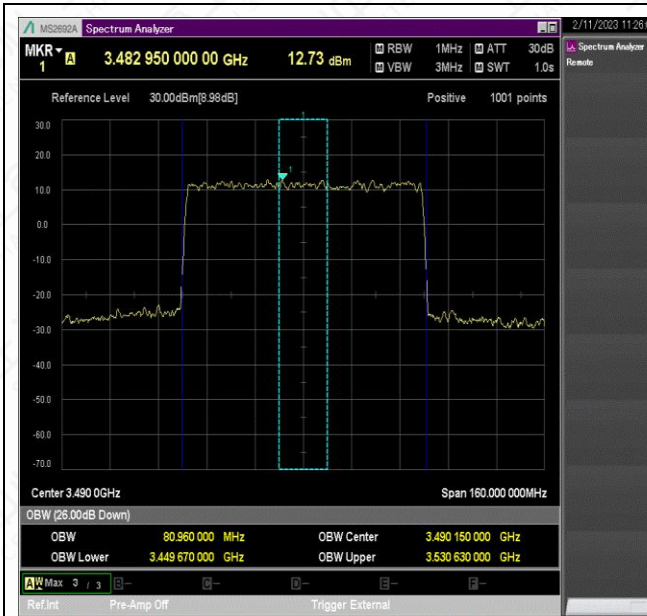 MS2692A Spectrum Analyzer
2/11/2023 11:26
MKR 1 A 3.482 950 000 00 GHz 12.73 dBm M RBW 1MHz M ATT 30dB
M VBW 3MHz M SWT 1.0s
Spectrum Analyzer
Remote
Reference Level 30.00dBm[8.98dB] Positive 1001 points
30.0
20.0
1
10.0
0.0
-10.0
-20.0
-30.0
-40.0
-50.0
-60.0
-70.0
Center 3.490 0GHz Span 160.000 000MHz
OBW (26.00dB Down)
OBW 80.960 000 MHz OBW Center 3.490 150 000 GHz
OBW Lower 3.449 670 000 GHz OBW Upper 3.530 630 000 GHz
A W Max 3 / 3 B- C- D- E- F-
Ref.Int Pre-Amp Off Trigger External